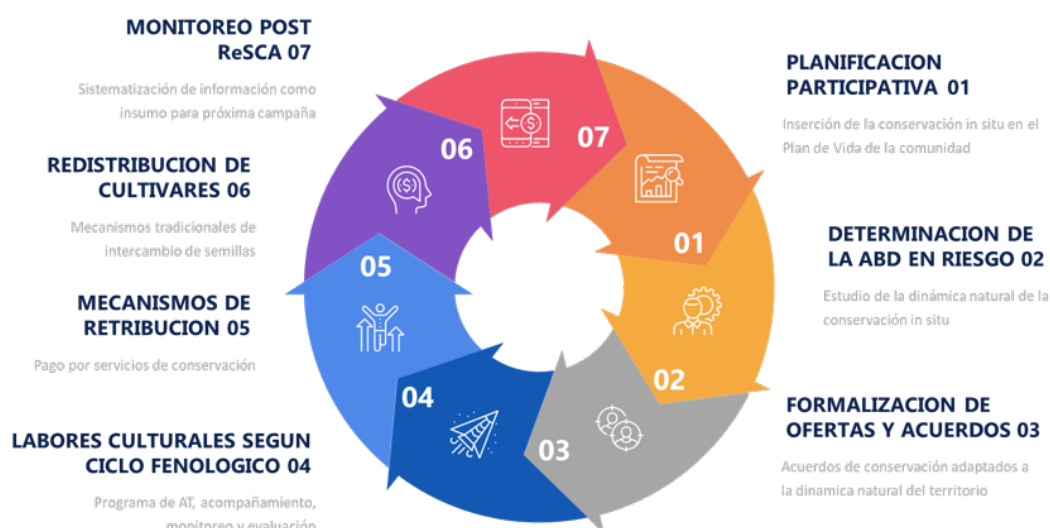 MONITOREO POST
ReSCA 07
Sistematización de información como
insumo para próxima campaña
REDISTRIBUCION DE
CULTIVARES 06
Mecanismos tradicionales de
intercambio de semillas
MECANISMOS DE
RETRIBUCION 05
Pago por servicios de conservación
LABORES CULTURALES SEGUN
CICLO FENOLOGICO 04
Programa de AT, acompañamiento,
monitoreo y evaluación
07
06
01
05
02
04
03
PLANIFICACION
PARTICIPATIVA 01
Inserción de la conservación in situ en el
Plan de Vida de la comunidad
DETERMINACION DE
LA ABD EN RIESGO 02
Estudio de la dinámica natural de la
conservación in situ
FORMALIZACION DE
OFERTAS Y ACUERDOS 03
Acuerdos de conservación adaptados a
la dinamica natural del territorio